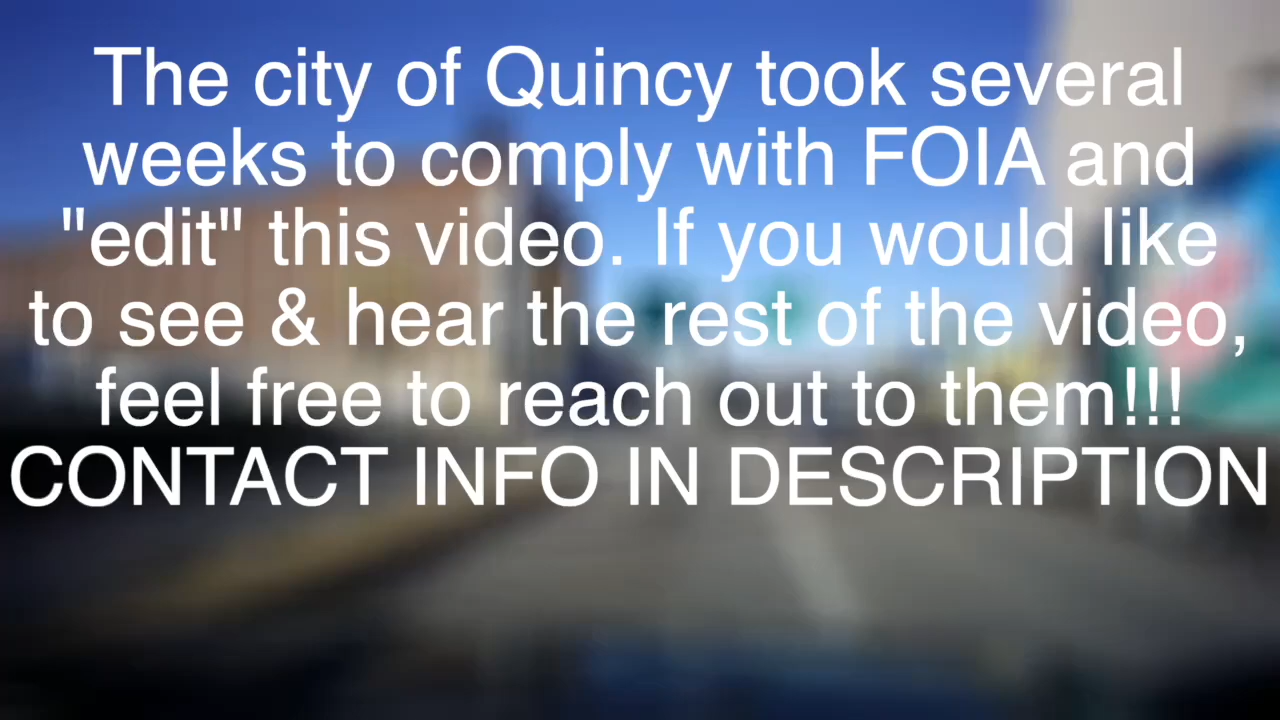 The city of Quincy took several
weeks to comply with FOIA and
"edit" this video. If you would like
to see & hear the rest of the video,
feel free to reach out to them!!!
CONTACT INFO IN DESCRIPTION